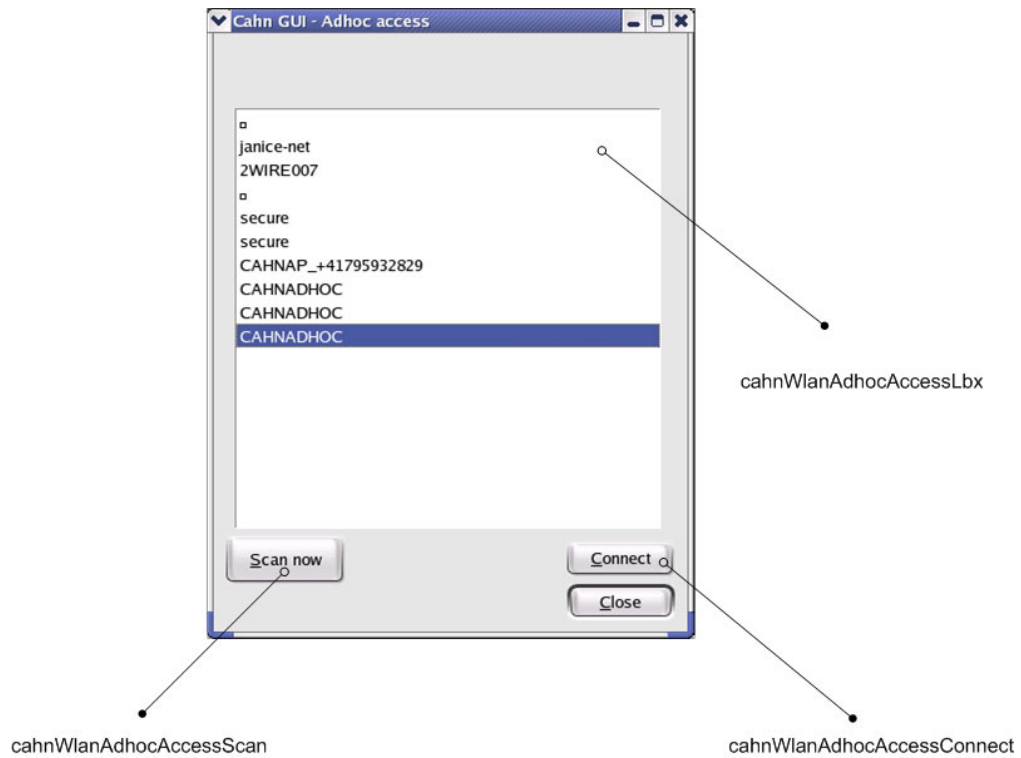 Cahn GUI - Adhoc access
janice-net
2WIRE007
secure
secure
CAHNAP_+41795932829
CAHNADHOC
CAHNADHOC
CAHNADHOC
cahnWlanAdhocAccessLbx
Scan now
Connect
Close
cahnWlanAdhocAccessScan
cahnWlanAdhocAccessConnect